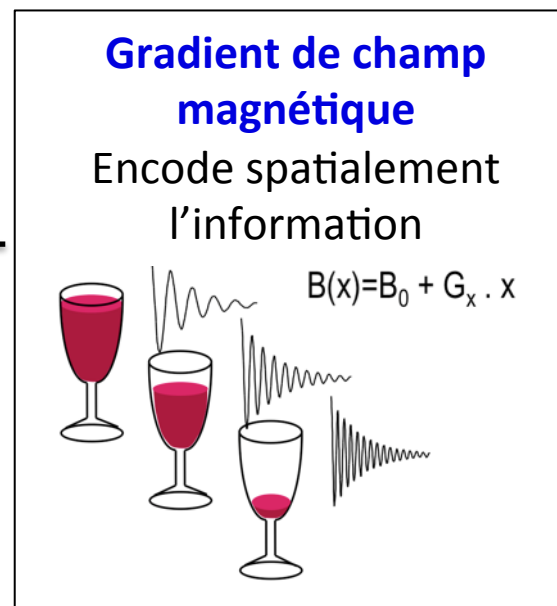 Gradient de champ
magnétique
Encode spatialement
l’information
B(x)=B₀ + Gₓ . x